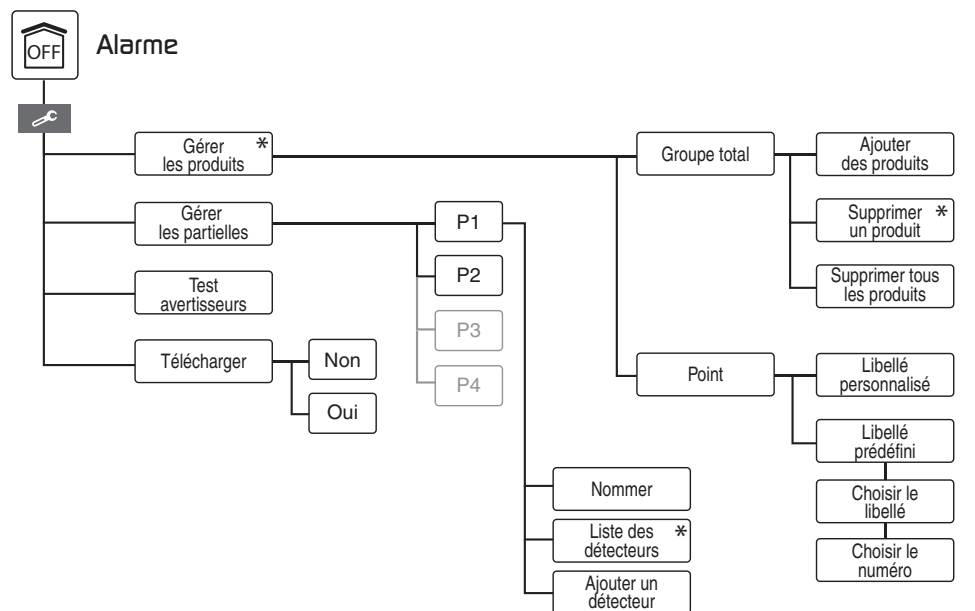 OFF
Alarme
Gérer *
les produits
Groupe total
Ajouter
des produits
Gérer
les partielles
P1
Supprimer *
un produit
P2
Test
avertisseurs
Supprimer tous
les produits
P3
Télécharger
Non
P4
Point
Libellé
personnalisé
Oui
Libellé
prédéfini
Nommer
Choisir le
libellé
Liste des *
détecteurs
Choisir le
numéro
Ajouter un
détecteur